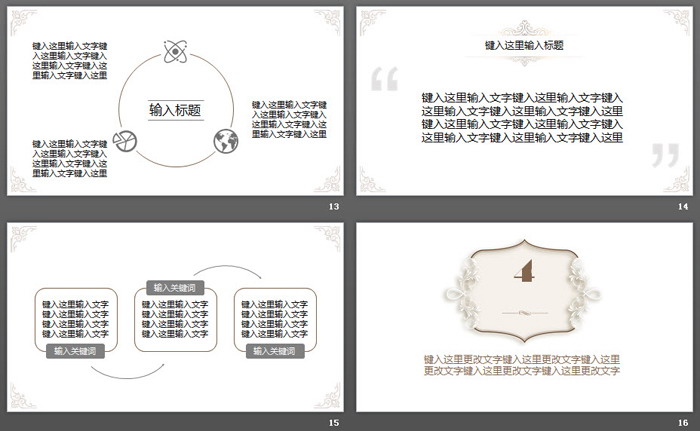 键入这里输入文字键
入这里输入文字键入
这里输入文字键入这
里输入文字键入这里
输入标题
键入这里输入文字键
入这里输入文字键入
这里输入文字键入这
里输入文字键入这里
键入这里输入文字键
入这里输入文字键入
这里输入文字键入这
里输入文字键入这里
13
键入这里输入标题
“
键入这里输入文字键入这里输入文字键入
这里输入文字键入这里输入文字键入这里
输入文字键入这里输入文字键入这里输入
文字键入这里输入文字键入这里
”
14
输入关键词
键入这里输入文字
键入这里输入文字
键入这里输入文字
键入这里输入文字
输入关键词
键入这里输入文字
键入这里输入文字
键入这里输入文字
键入这里输入文字
键入这里输入文字
键入这里输入文字
键入这里输入文字
键入这里输入文字
输入关键词
15
4
键入这里更改文字键入这里更改文字键入这里
更改文字键入这里更改文字键入这里更改文字
16